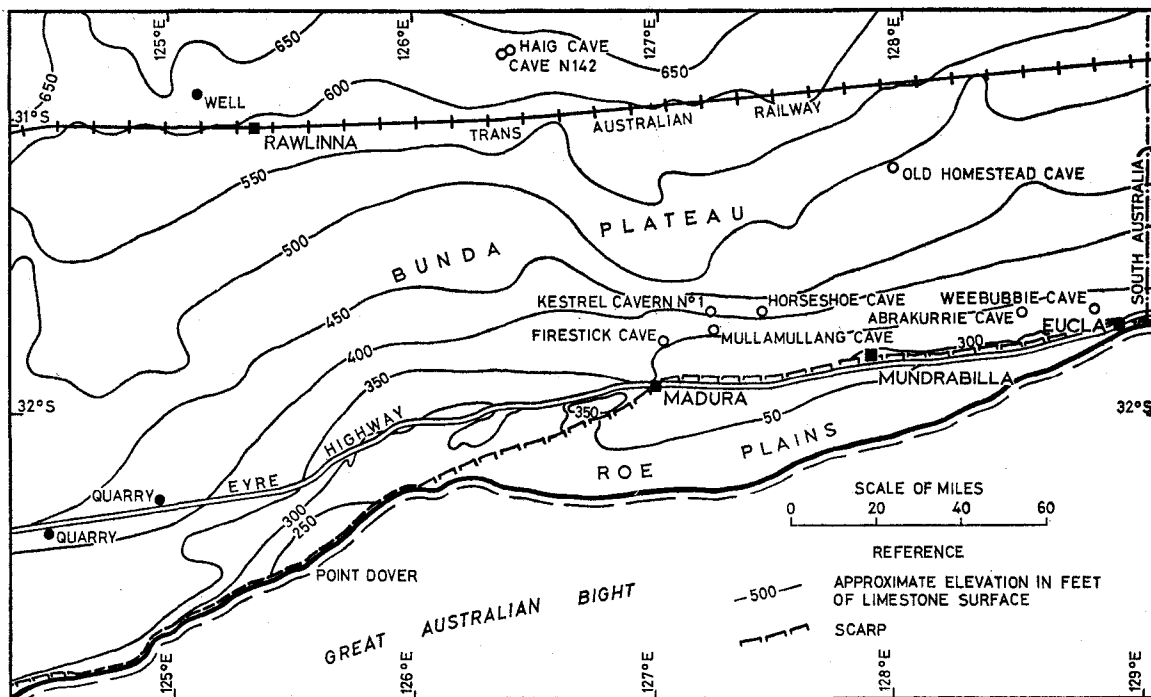 125°E
126°E
127°E
128°E
650
HAIG CAVE
CAVE N142
650
650
WELL
600
31°S
RAWLINNA
TRANS AUSTRALIAN RAILWAY
31°S
550
OLD HOMESTEAD CAVE
SOUTH AUSTRALIA
500
BUNDA PLATEAU
450
KESTREL CAVERN Nº1
HORSESHOE CAVE
WEEBUBBIE CAVE
ABRAKURRIE CAVE
EUCLA
FIRESTICK CAVE
MULLAMULLANG CAVE
300
400
350
MADURA
MUNDRABILLA
32°S
350
50
32°S
EYRE HIGHWAY
ROE PLAINS
QUARRY
QUARRY
300
250
POINT DOVER
SCALE OF MILES
0 20 40 60
REFERENCE
500
APPROXIMATE ELEVATION IN FEET
OF LIMESTONE SURFACE
SCARP
GREAT AUSTRALIAN BIGHT
125°E
126°E
127°E
128°E
129°E